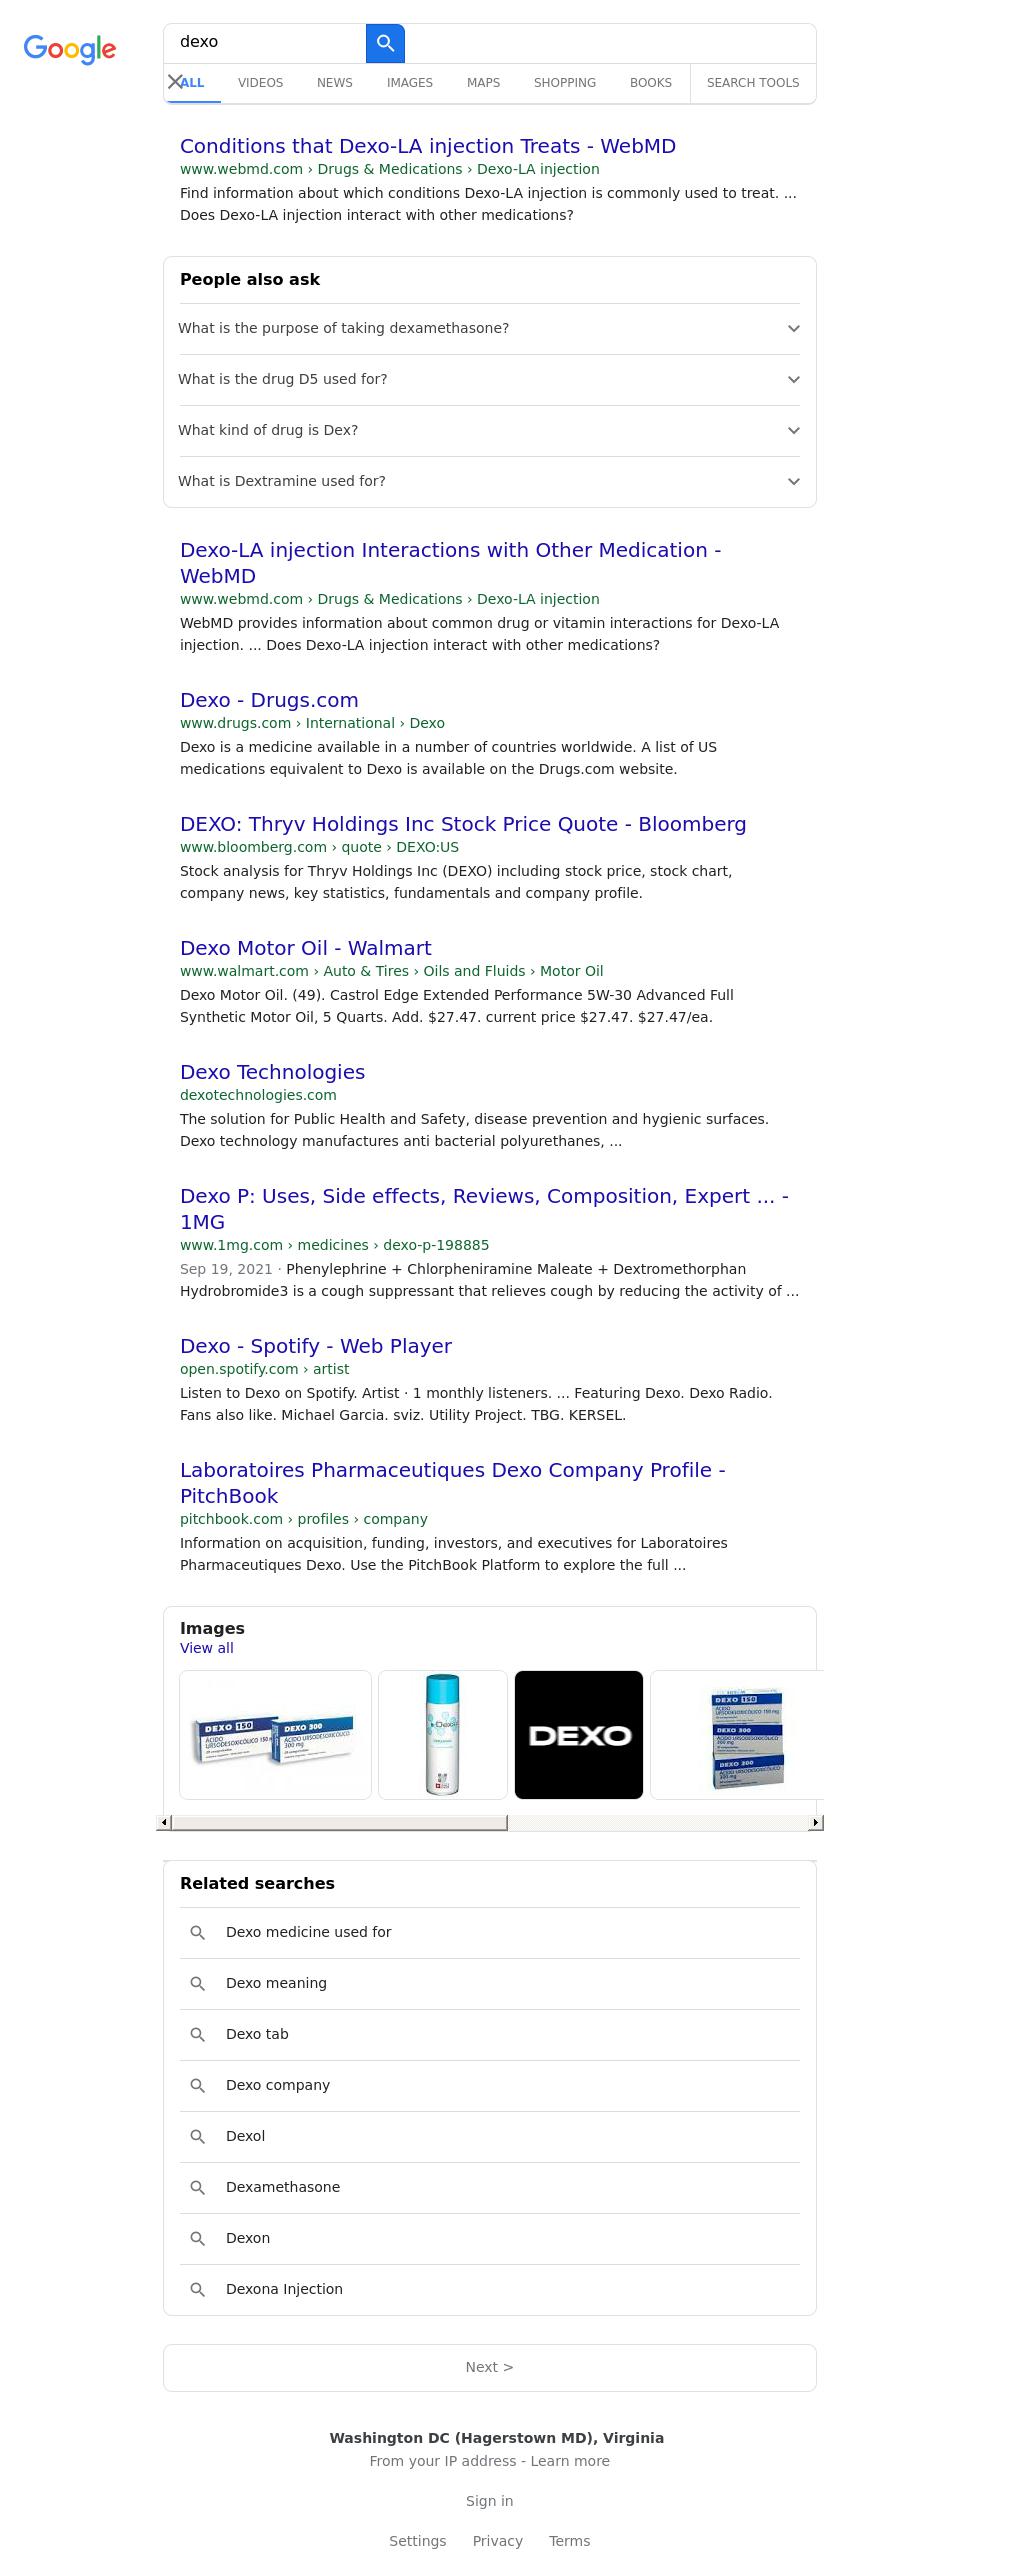 Google
dexo
ALL VIDEOS NEWS IMAGES MAPS SHOPPING BOOKS SEARCH TOOLS
Conditions that Dexo-LA injection Treats - WebMD
www.webmd.com › Drugs & Medications › Dexo-LA injection
Find information about which conditions Dexo-LA injection is commonly used to treat. ...
Does Dexo-LA injection interact with other medications?
People also ask
What is the purpose of taking dexamethasone?
What is the drug D5 used for?
What kind of drug is Dex?
What is Dextramine used for?
Dexo-LA injection Interactions with Other Medication -
WebMD
www.webmd.com › Drugs & Medications › Dexo-LA injection
WebMD provides information about common drug or vitamin interactions for Dexo-LA
injection. ... Does Dexo-LA injection interact with other medications?
Dexo - Drugs.com
www.drugs.com › International › Dexo
Dexo is a medicine available in a number of countries worldwide. A list of US
medications equivalent to Dexo is available on the Drugs.com website.
DEXO: Thryv Holdings Inc Stock Price Quote - Bloomberg
www.bloomberg.com › quote › DEXO:US
Stock analysis for Thryv Holdings Inc (DEXO) including stock price, stock chart,
company news, key statistics, fundamentals and company profile.
Dexo Motor Oil - Walmart
www.walmart.com › Auto & Tires › Oils and Fluids › Motor Oil
Dexo Motor Oil. (49). Castrol Edge Extended Performance 5W-30 Advanced Full
Synthetic Motor Oil, 5 Quarts. Add. $27.47. current price $27.47. $27.47/ea.
Dexo Technologies
dexotechnologies.com
The solution for Public Health and Safety, disease prevention and hygienic surfaces.
Dexo technology manufactures anti bacterial polyurethanes, ...
Dexo P: Uses, Side effects, Reviews, Composition, Expert ... -
1MG
www.1mg.com › medicines › dexo-p-198885
Sep 19, 2021 · Phenylephrine + Chlorpheniramine Maleate + Dextromethorphan
Hydrobromide3 is a cough suppressant that relieves cough by reducing the activity of ...
Dexo - Spotify - Web Player
open.spotify.com › artist
Listen to Dexo on Spotify. Artist · 1 monthly listeners. ... Featuring Dexo. Dexo Radio.
Fans also like. Michael Garcia. sviz. Utility Project. TBG. KERSEL.
Laboratoires Pharmaceutiques Dexo Company Profile -
PitchBook
pitchbook.com › profiles › company
Information on acquisition, funding, investors, and executives for Laboratoires
Pharmaceutiques Dexo. Use the PitchBook Platform to explore the full ...
Images
View all
DEXO 150
ÁCIDO
URSODESOXICÓLICO 150 m
DEXO 300
ÁCIDO URSODESOXICÓLICO
300 mg
DEXO
DEXO 150
ÁCIDO
URSODESOXICÓLICO 150 mg
DEXO 300
ÁCIDO URSODESOXICÓLICO
300 mg
DEXO 300
ÁCIDO URSODESOXICÓLICO
300 mg
Related searches
Dexo medicine used for
Dexo meaning
Dexo tab
Dexo company
Dexol
Dexamethasone
Dexon
Dexona Injection
Next >
Washington DC (Hagerstown MD), Virginia
From your IP address - Learn more
Sign in
Settings Privacy Terms